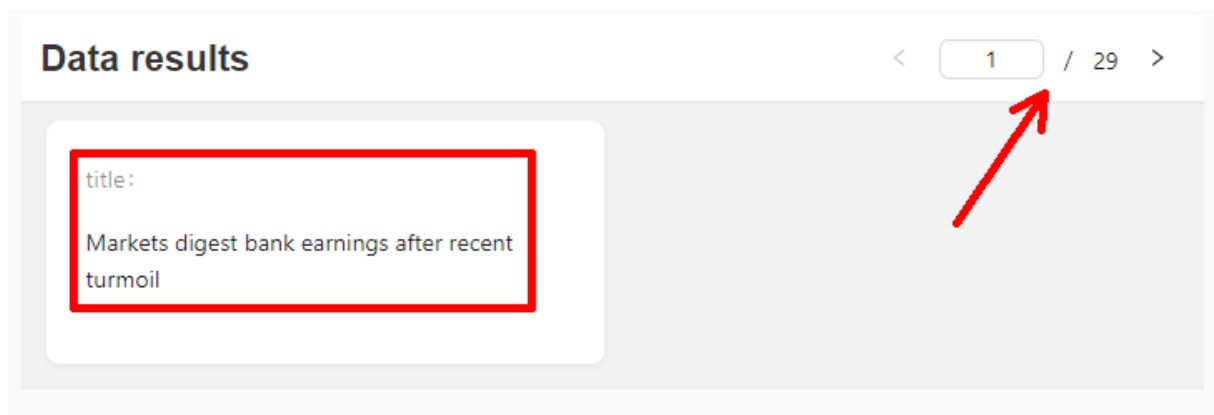 Data results
< 1 / 29 >
title:
Markets digest bank earnings after recent
turmoil